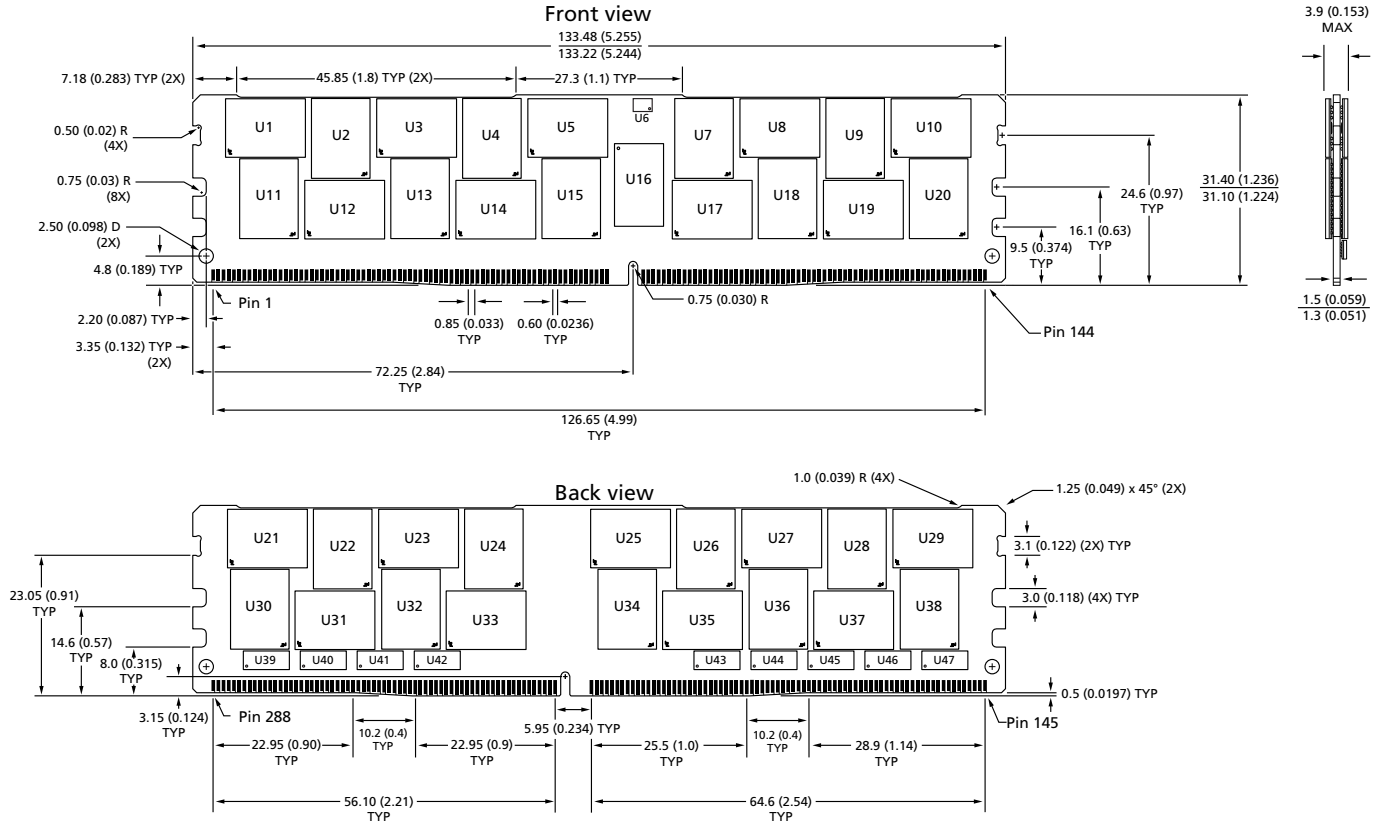 Front view
133.48 (5.255)
133.22 (5.244)
3.9 (0.153)
MAX
7.18 (0.283) TYP (2X)
45.85 (1.8) TYP (2X)
27.3 (1.1) TYP
0.50 (0.02) R
(4X)
0.75 (0.03) R
(8X)
2.50 (0.098) D
(2X)
4.8 (0.189) TYP
U1
U2
U3
U4
U5
U6
U7
U8
U9
U10
U11
U12
U13
U14
U15
U16
U17
U18
U19
U20
24.6 (0.97)
TYP
31.40 (1.236)
31.10 (1.224)
16.1 (0.63)
TYP
9.5 (0.374)
TYP
Pin 1
2.20 (0.087) TYP
3.35 (0.132) TYP
(2X)
0.85 (0.033)
TYP
0.60 (0.0236)
TYP
0.75 (0.030) R
Pin 144
1.5 (0.059)
1.3 (0.051)
72.25 (2.84)
TYP
126.65 (4.99)
TYP
Back view
1.0 (0.039) R (4X)
1.25 (0.049) x 45° (2X)
U21
U22
U23
U24
U25
U26
U27
U28
U29
U30
U31
U32
U33
U34
U35
U36
U37
U38
U39
U40
U41
U42
U43
U44
U45
U46
U47
3.1 (0.122) (2X) TYP
3.0 (0.118) (4X) TYP
23.05 (0.91)
TYP
14.6 (0.57)
TYP
8.0 (0.315)
TYP
3.15 (0.124)
TYP
0.5 (0.0197) TYP
Pin 288
Pin 145
5.95 (0.234) TYP
22.95 (0.90)
TYP
10.2 (0.4)
TYP
22.95 (0.9)
TYP
25.5 (1.0)
TYP
10.2 (0.4)
TYP
28.9 (1.14)
TYP
56.10 (2.21)
TYP
64.6 (2.54)
TYP